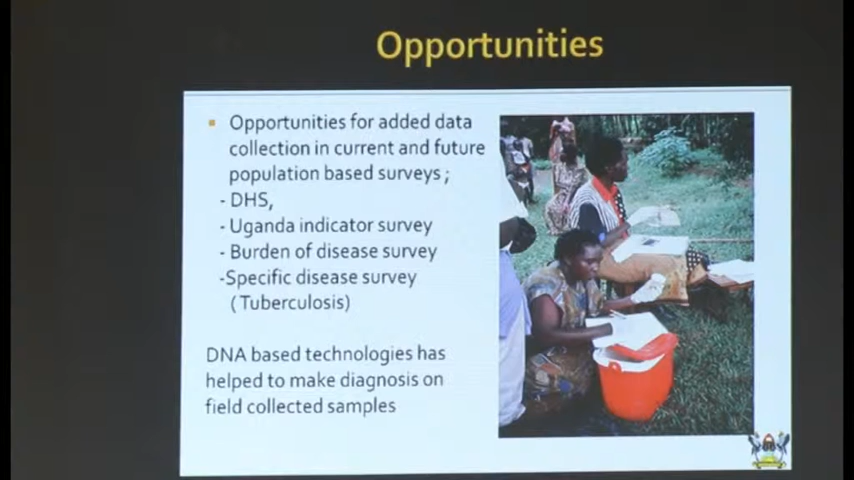 Opportunities
Opportunities for added data
collection in current and future
population based surveys ;
- DHS,
- Uganda indicator survey
- Burden of disease survey
-Specific disease survey
(Tuberculosis)
DNA based technologies has
helped to make diagnosis on
field collected samples